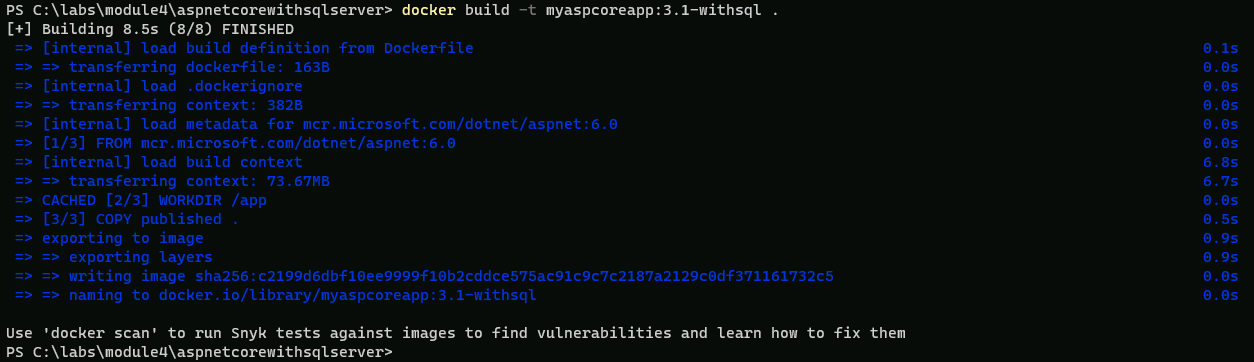 PS C:\labs\module4\aspnetcorewithsqlserver> docker build -t myaspcoreapp:3.1-withsql .
[+] Building 8.5s (8/8) FINISHED
=> [internal] load build definition from Dockerfile 0.1s
=> => transferring dockerfile: 163B 0.0s
=> [internal] load .dockerignore 0.0s
=> => transferring context: 382B 0.0s
=> [internal] load metadata for mcr.microsoft.com/dotnet/aspnet:6.0 0.0s
=> [1/3] FROM mcr.microsoft.com/dotnet/aspnet:6.0 0.0s
=> [internal] load build context 6.8s
=> => transferring context: 73.67MB 6.7s
=> CACHED [2/3] WORKDIR /app 0.0s
=> [3/3] COPY published . 0.5s
=> exporting to image 0.9s
=> => exporting layers 0.9s
=> => writing image sha256:c2199d6dbf10ee9999f10b2cddce575ac91c9c7c2187a2129c0df371161732c5 0.0s
=> => naming to docker.io/library/myaspcoreapp:3.1-withsql 0.0s
Use 'docker scan' to run Snyk tests against images to find vulnerabilities and learn how to fix them
PS C:\labs\module4\aspnetcorewithsqlserver>